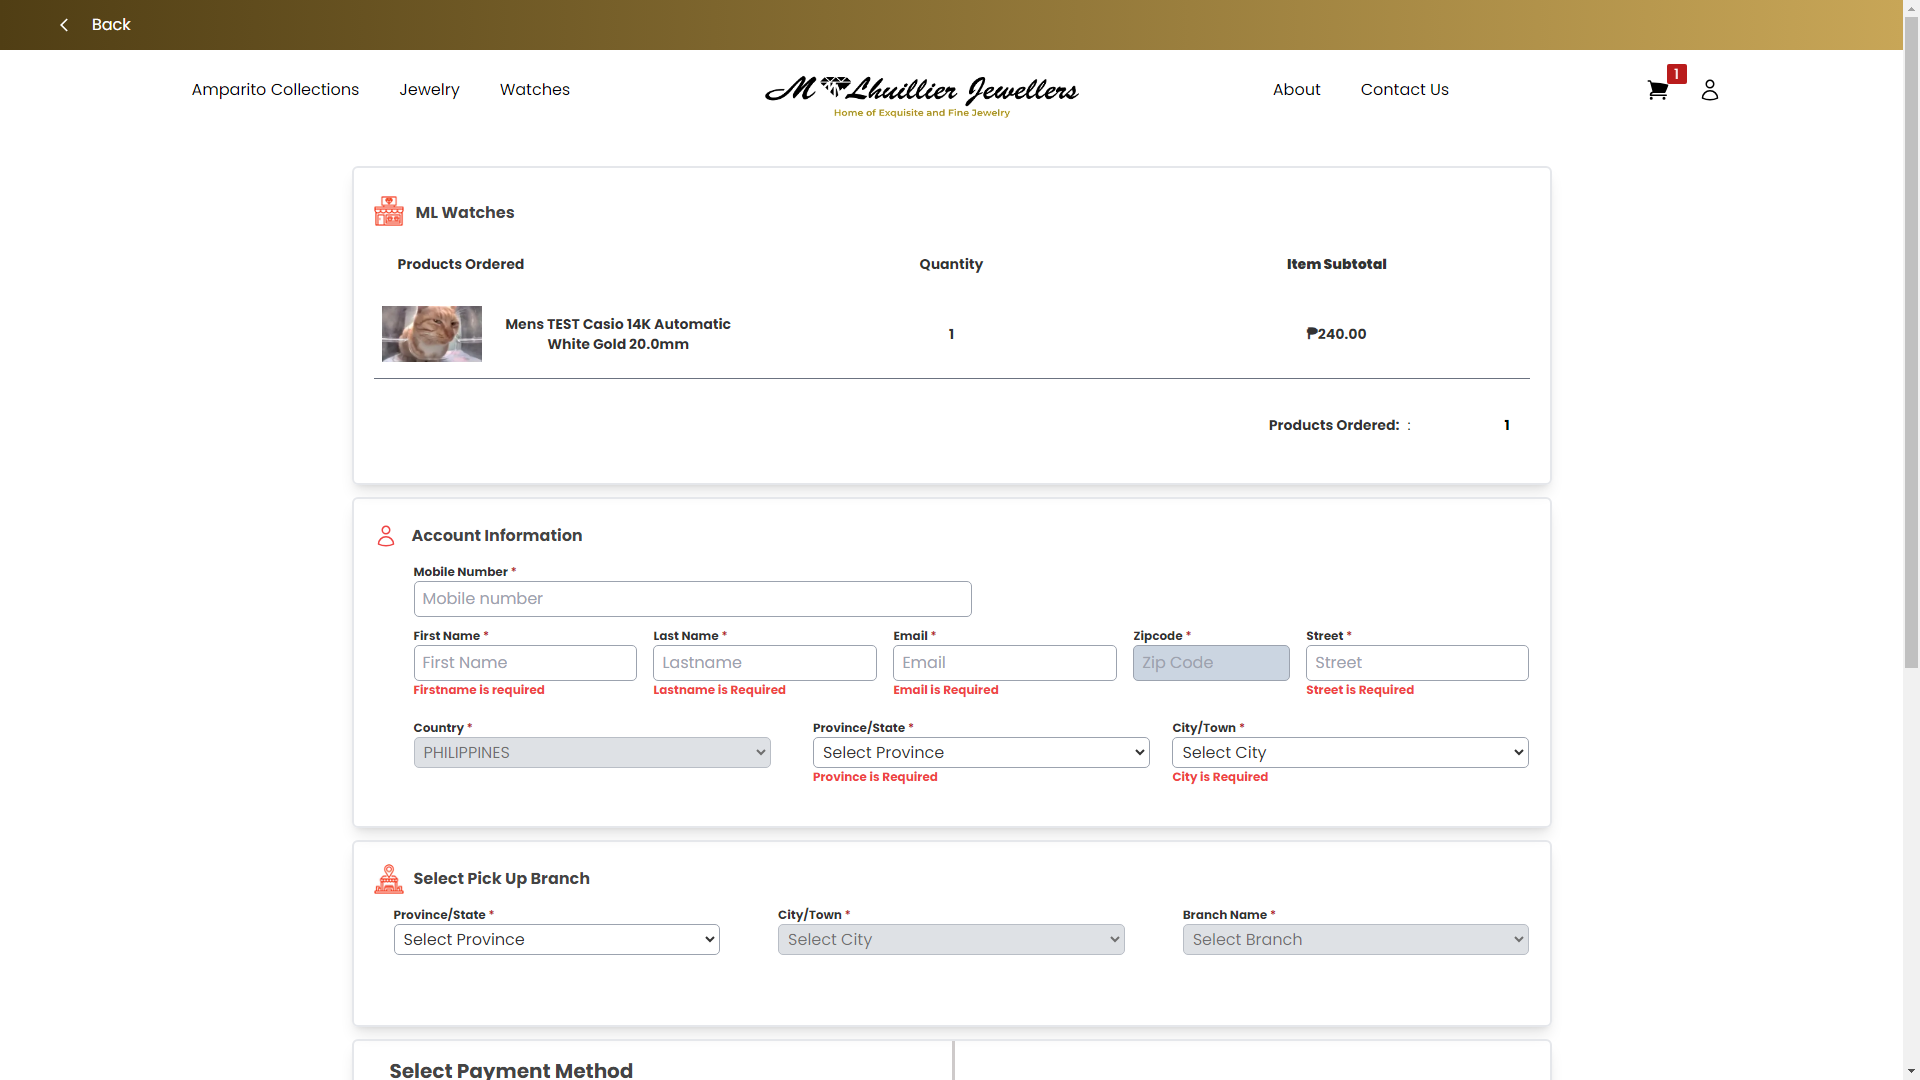 Back
Amparito Collections
Jewelry
Watches
M Lhuillier Jewellers
Home of Exquisite and Fine Jewelry
About
Contact Us
1
ML Watches
Products Ordered
Quantity
Item Subtotal
Mens TEST Casio 14K Automatic
White Gold 20.0mm
1
₱240.00
Products Ordered: :
1
Account Information
Mobile Number *
Mobile number
First Name *
Last Name *
Email *
Zipcode *
Street *
First Name
Lastname
Email
Zip Code
Street
Firstname is required
Lastname is Required
Email is Required
Street is Required
Country *
Province/State *
City/Town *
PHILIPPINES
Select Province
Select City
Province is Required
City is Required
Select Pick Up Branch
Province/State *
City/Town *
Branch Name *
Select Province
Select City
Select Branch
Select Payment Method